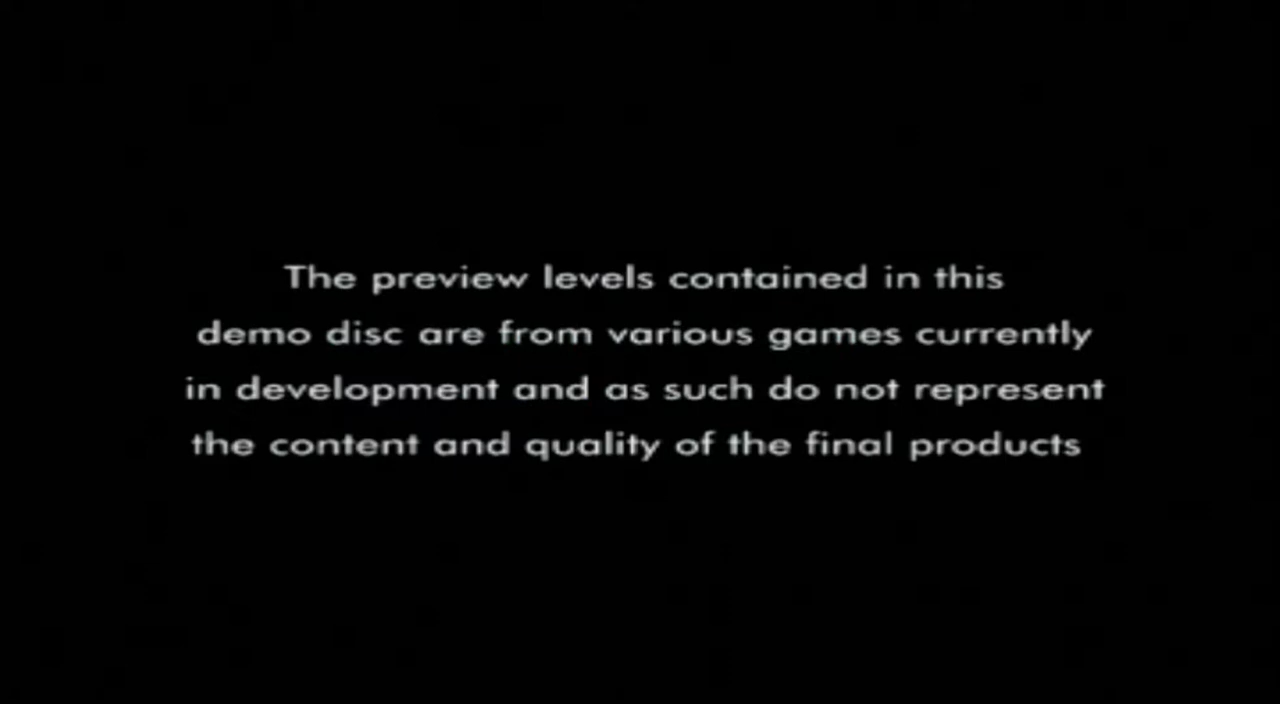 The preview levels contained in this
demo disc are from various games currently
in development and as such do not represent
the content and quality of the final products